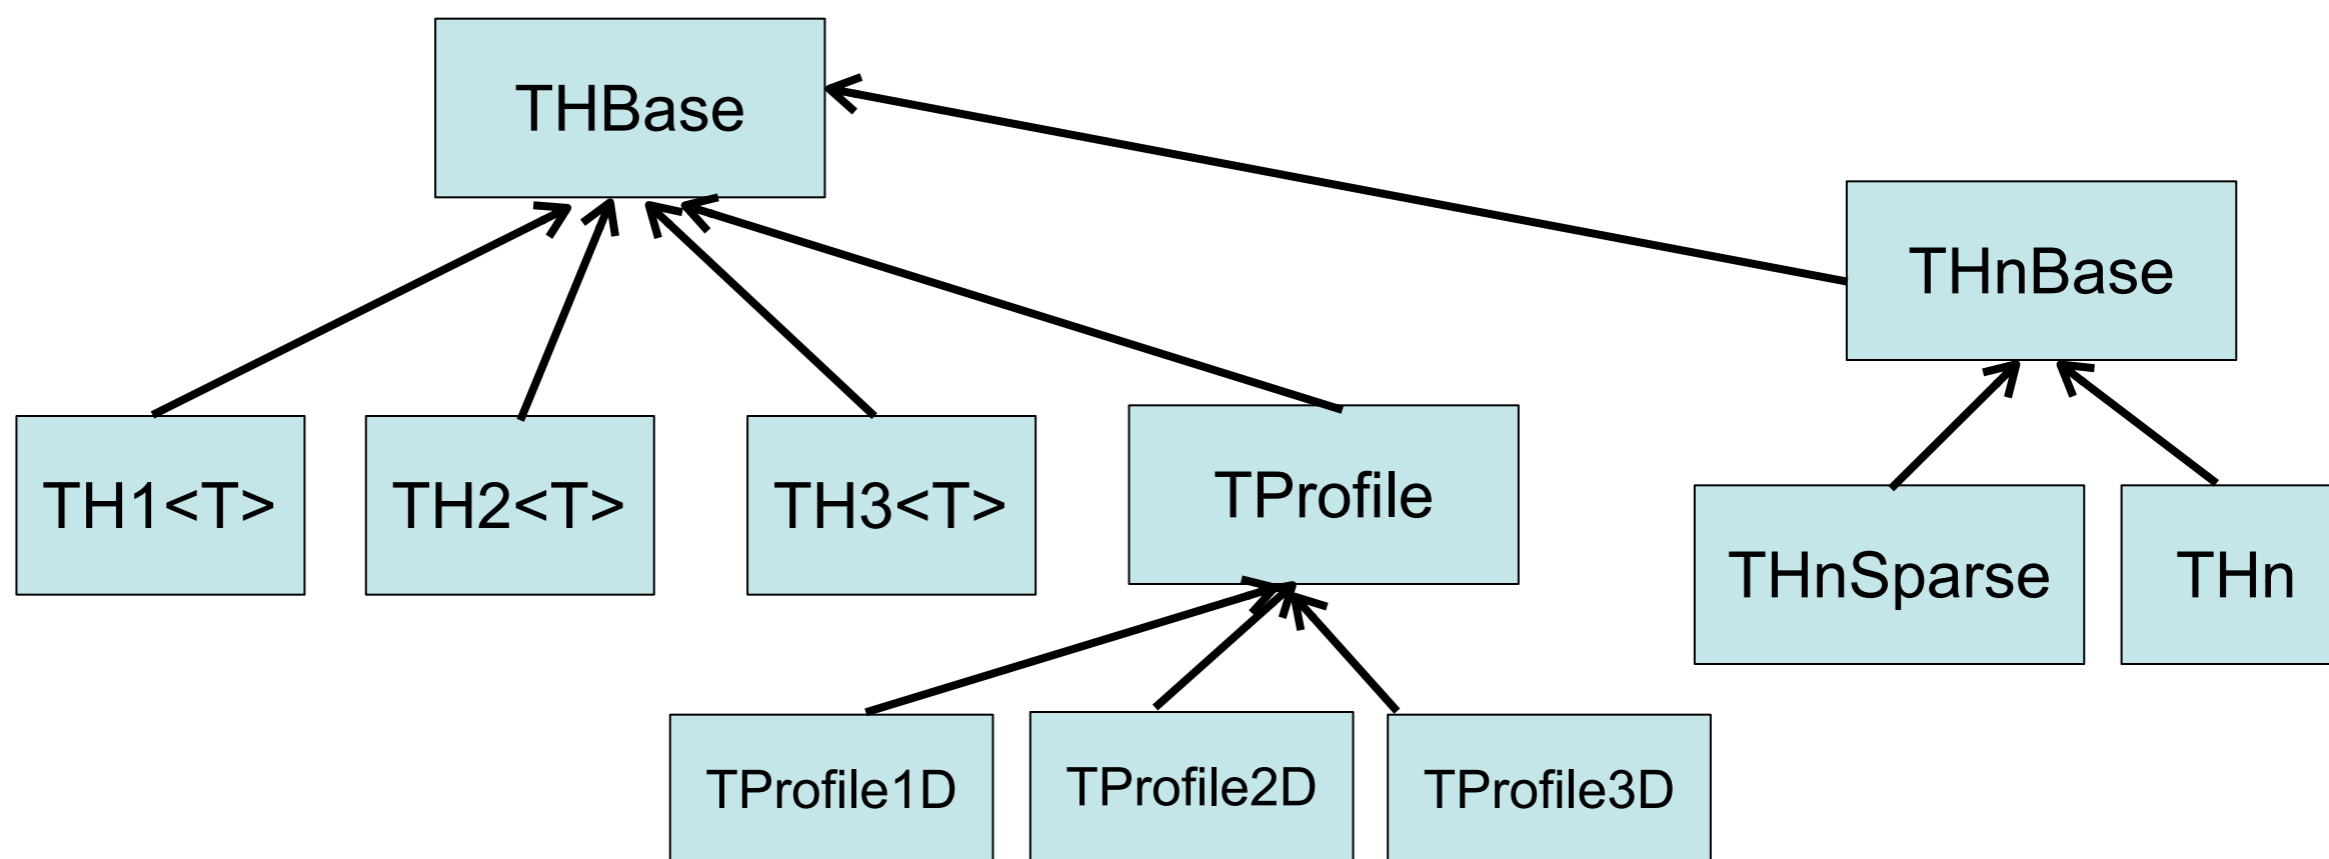 THBase
THnBase
TH1<T>
TH2<T>
TH3<T>
TProfile
THnSparse
THn
TProfile1D
TProfile2D
TProfile3D